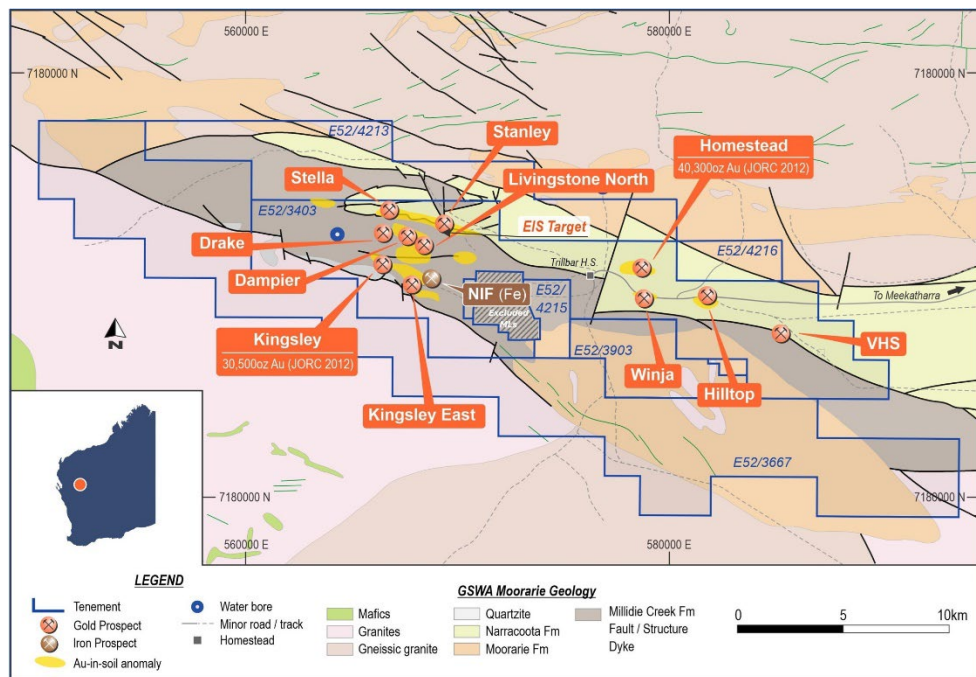 560000 E
580000 E
7180000 N
7180000 N
E52/4213
Stanley
Homestead
40,300oz Au (JORC 2012)
Stella
Livingstone North
E52/3403
EIS Target
Drake
E52/4216
Trillbar H.S.
Dampier
NIF (Fe)
E52/
4215
Excluded
MLs
To Meekatharra
N
Kingsley
30,500oz Au (JORC 2012)
E52/3903
VHS
Winja
Hilltop
Kingsley East
E52/3667
7180000 N
7180000 N
560000 E
580000 E
LEGEND
Tenement
Gold Prospect
Iron Prospect
Au-in-soil anomaly
Water bore
Minor road / track
Homestead
GSWA Moorarie Geology
Mafics
Granites
Gneissic granite
Quartzite
Narracoota Fm
Moorarie Fm
Millidie Creek Fm
Fault / Structure
Dyke
0
5
10km